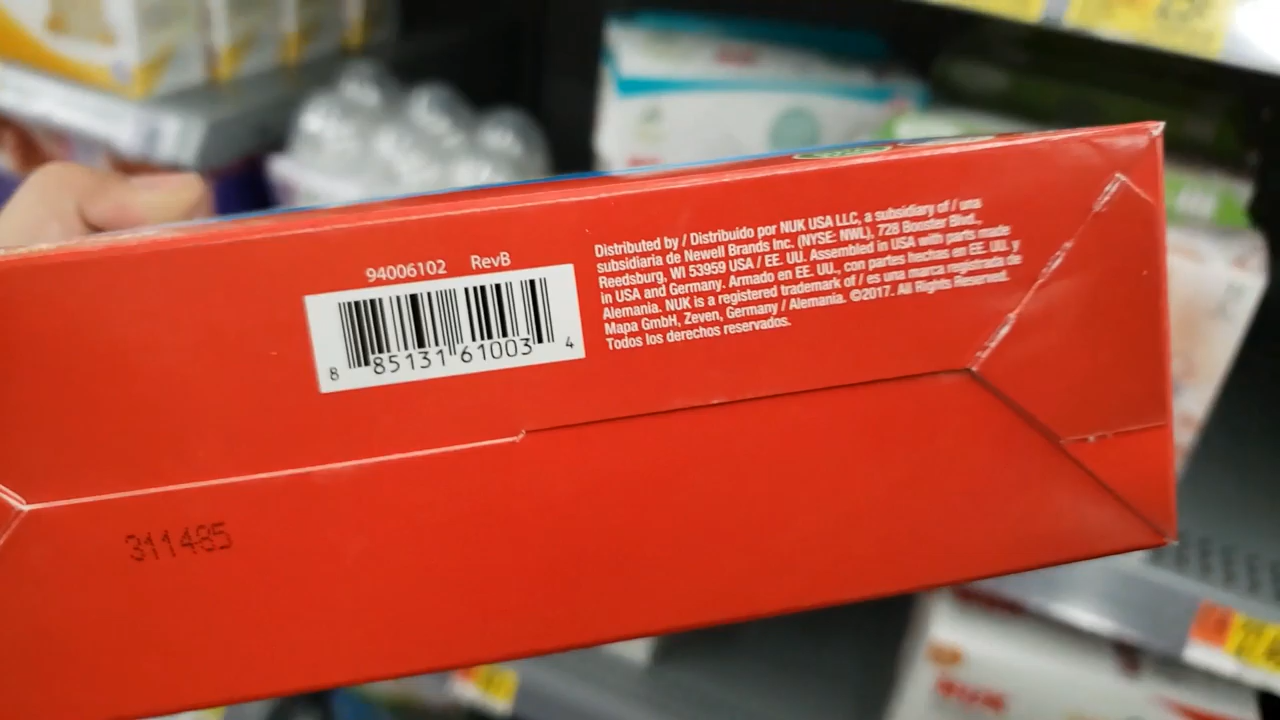 94006102 RevB
8 85131 61003 4
Distributed by / Distribuido por NUK USA LLC, a subsidiary of / una
subsidiaria de Newell Brands Inc. (NYSE: NWL), 728 Booster Blvd.,
Reedsburg, WI 53959 USA / EE. UU. Assembled in USA with parts made
in USA and Germany. Armado en EE. UU., con partes hechas en EE. UU. y
Alemania. NUK is a registered trademark of / es una marca registrada de
Mapa GmbH, Zeven, Germany / Alemania. ©2017. All Rights Reserved.
Todos los derechos reservados.
311485